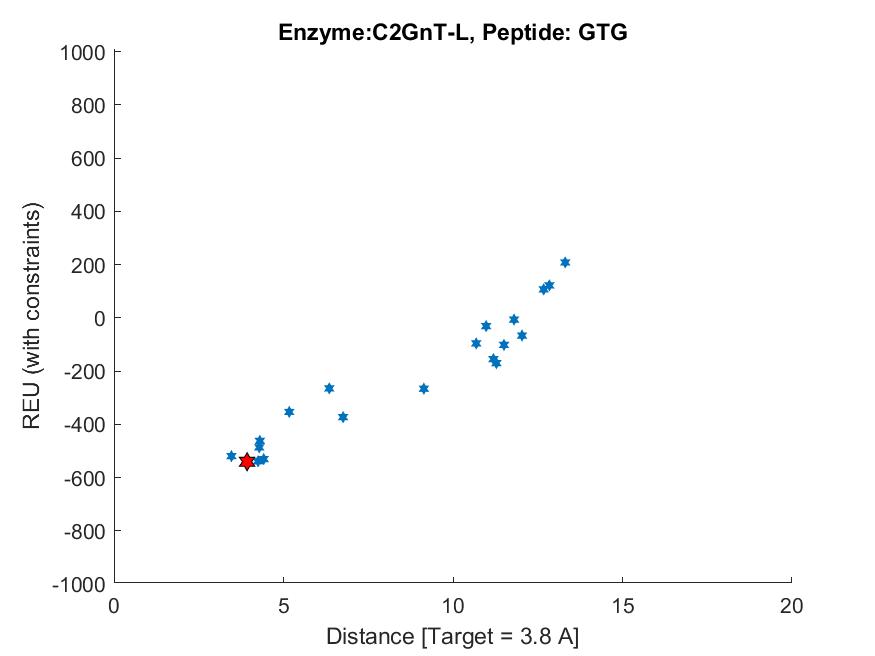 Enzyme:C2GnT-L, Peptide: GTG
1000
800
600
400
200
0
-200
-400
-600
-800
-1000
REU (with constraints)
0 5 10 15 20
Distance [Target = 3.8 A]